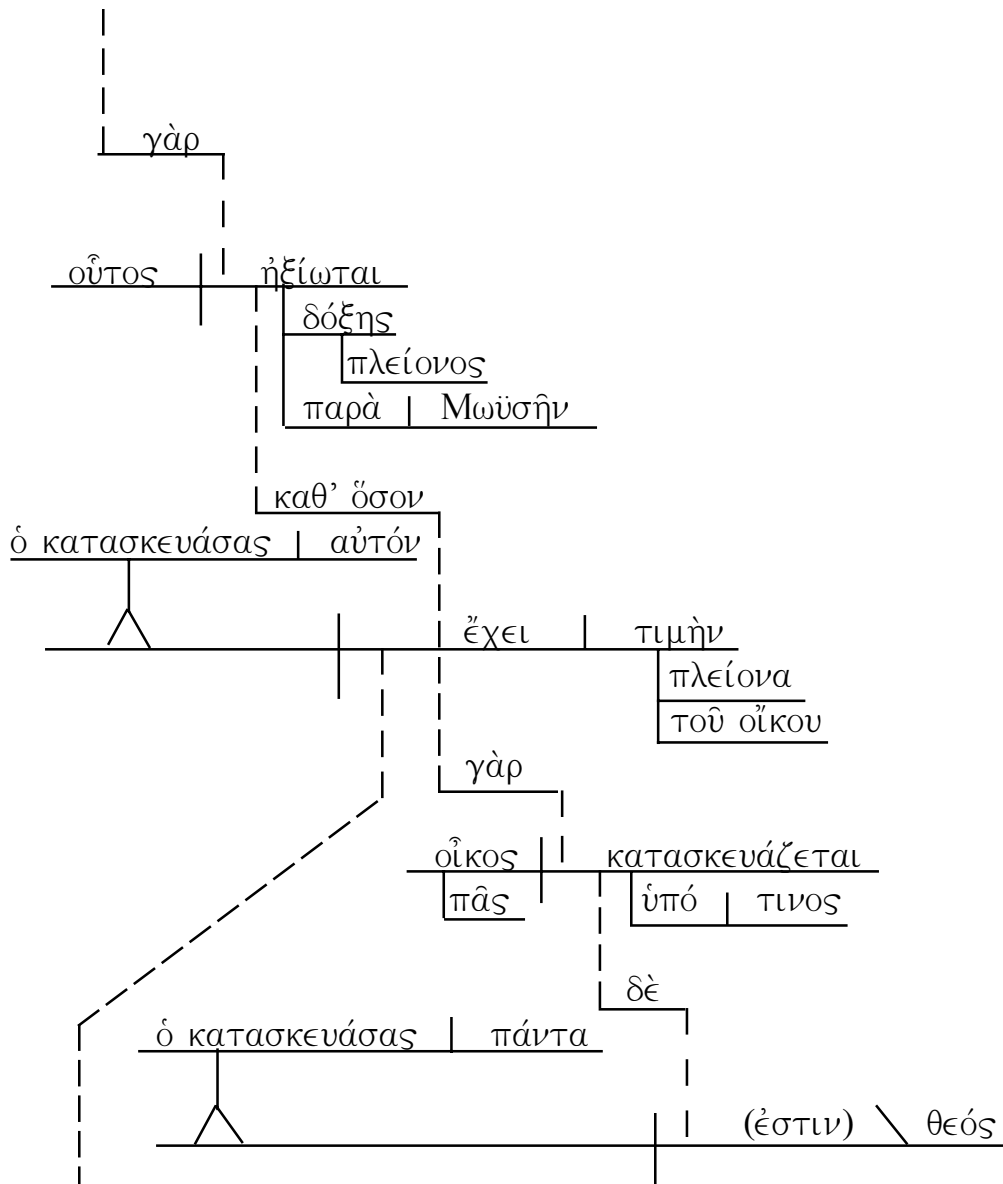 γὰρ
οὗτος ἠξίωται
δόξης
πλείονος
παρὰ Μωϋσῆν
καθ’ ὅσον
ὁ κατασκευάσας αὐτόν
ἔχει τιμὴν
πλείονα
τοῦ οἴκου
γὰρ
οἶκος κατασκευάζεται
πᾶς ὑπό τινος
δὲ
ὁ κατασκευάσας πάντα
(ἐστιν) θεός